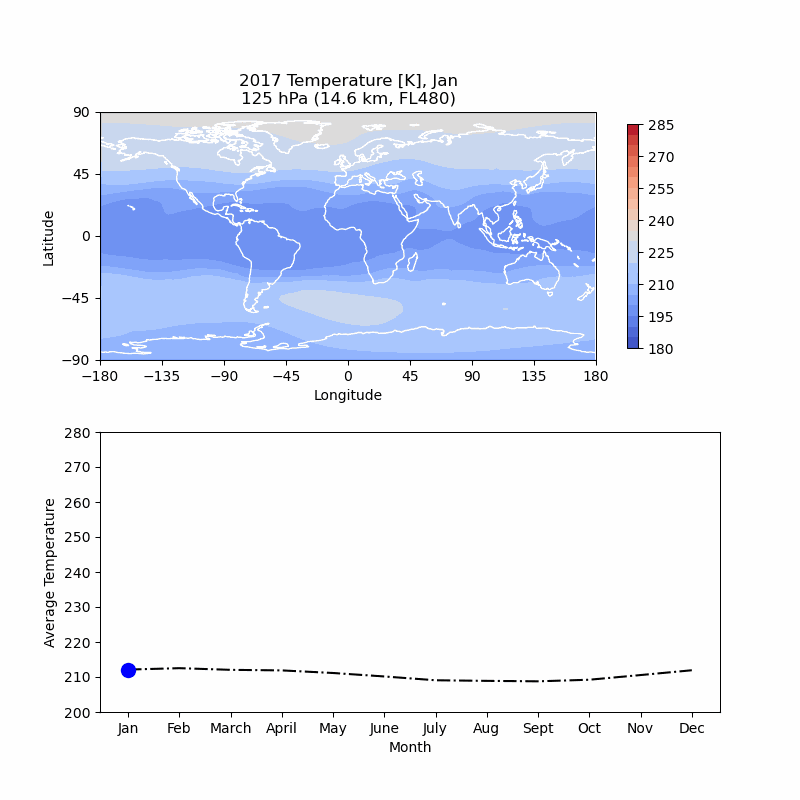 2017 Temperature [K], Jan
125 hPa (14.6 km, FL480)
90
45
0
−45
−90
Latitude
−180 −135 −90 −45 0 45 90 135 180
Longitude
285
270
255
240
225
210
195
180
280
270
260
250
240
230
220
210
200
Average Temperature
Jan Feb March April May June July Aug Sept Oct Nov Dec
Month